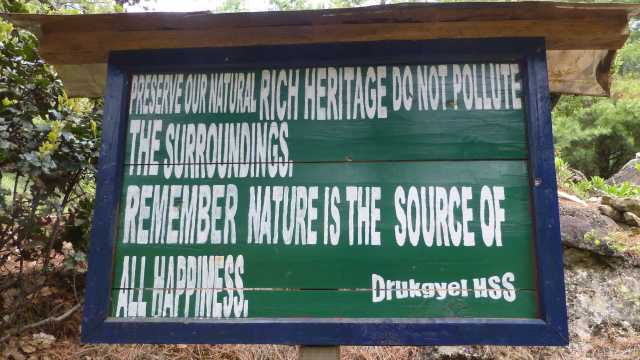 PRESERVE OUR NATURAL RICH HERITAGE DO NOT POLLUTE
THE SURROUNDINGS.
REMEMBER NATURE IS THE SOURCE OF
ALL HAPPINESS.
Drukgyel HSS